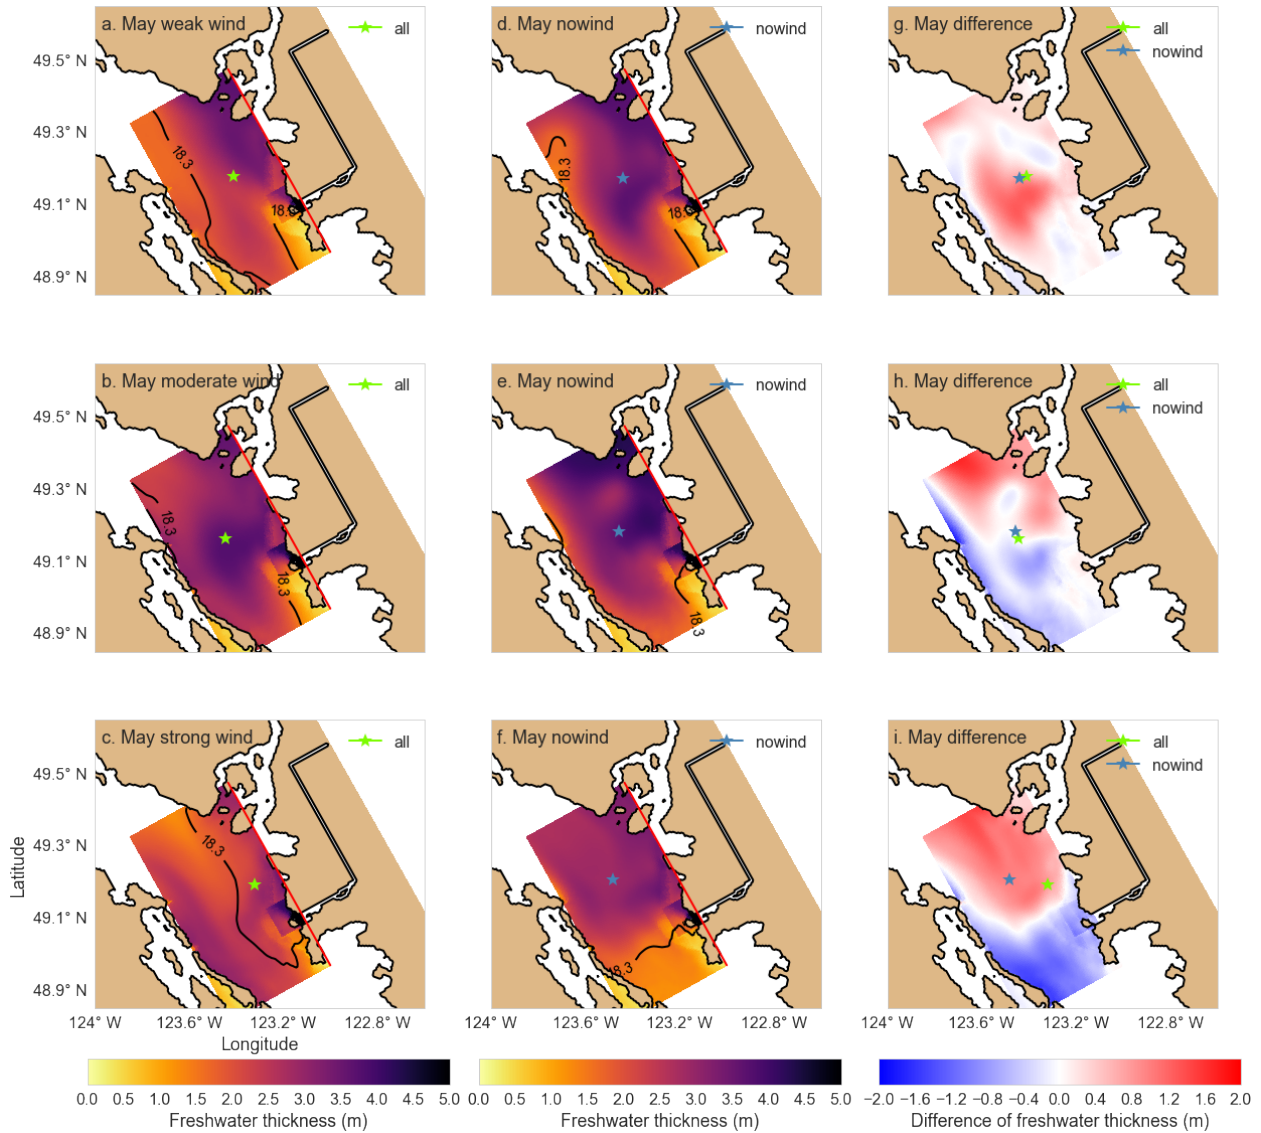 a. May weak wind
all
d. May nowind
nowind
g. May difference
all
nowind
49.5° N
49.3° N
49.1° N
48.9° N
18.3
18.3
18.3
b. May moderate wind
all
e. May nowind
nowind
h. May difference
all
nowind
49.5° N
49.3° N
49.1° N
48.9° N
18.3
18.3
18.3
c. May strong wind
all
f. May nowind
nowind
i. May difference
all
nowind
49.5° N
49.3° N
49.1° N
48.9° N
18.3
18.3
Latitude
124° W 123.6° W 123.2° W 122.8° W
124° W 123.6° W 123.2° W 122.8° W
124° W 123.6° W 123.2° W 122.8° W
Longitude
0.0 0.5 1.0 1.5 2.0 2.5 3.0 3.5 4.0 4.5 5.0
Freshwater thickness (m)
0.0 0.5 1.0 1.5 2.0 2.5 3.0 3.5 4.0 4.5 5.0
Freshwater thickness (m)
−2.0 −1.6 −1.2 −0.8 −0.4 0.0 0.4 0.8 1.2 1.6 2.0
Difference of freshwater thickness (m)